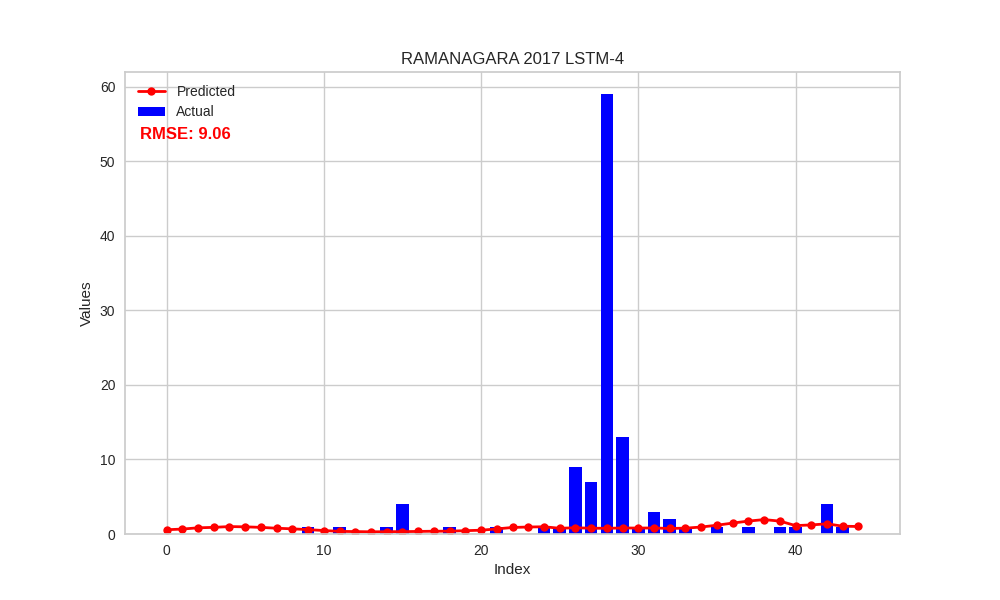 RAMANAGARA 2017 LSTM-4
Predicted
Actual
RMSE: 9.06
Values
60
50
40
30
20
10
0
0 10 20 30 40
Index